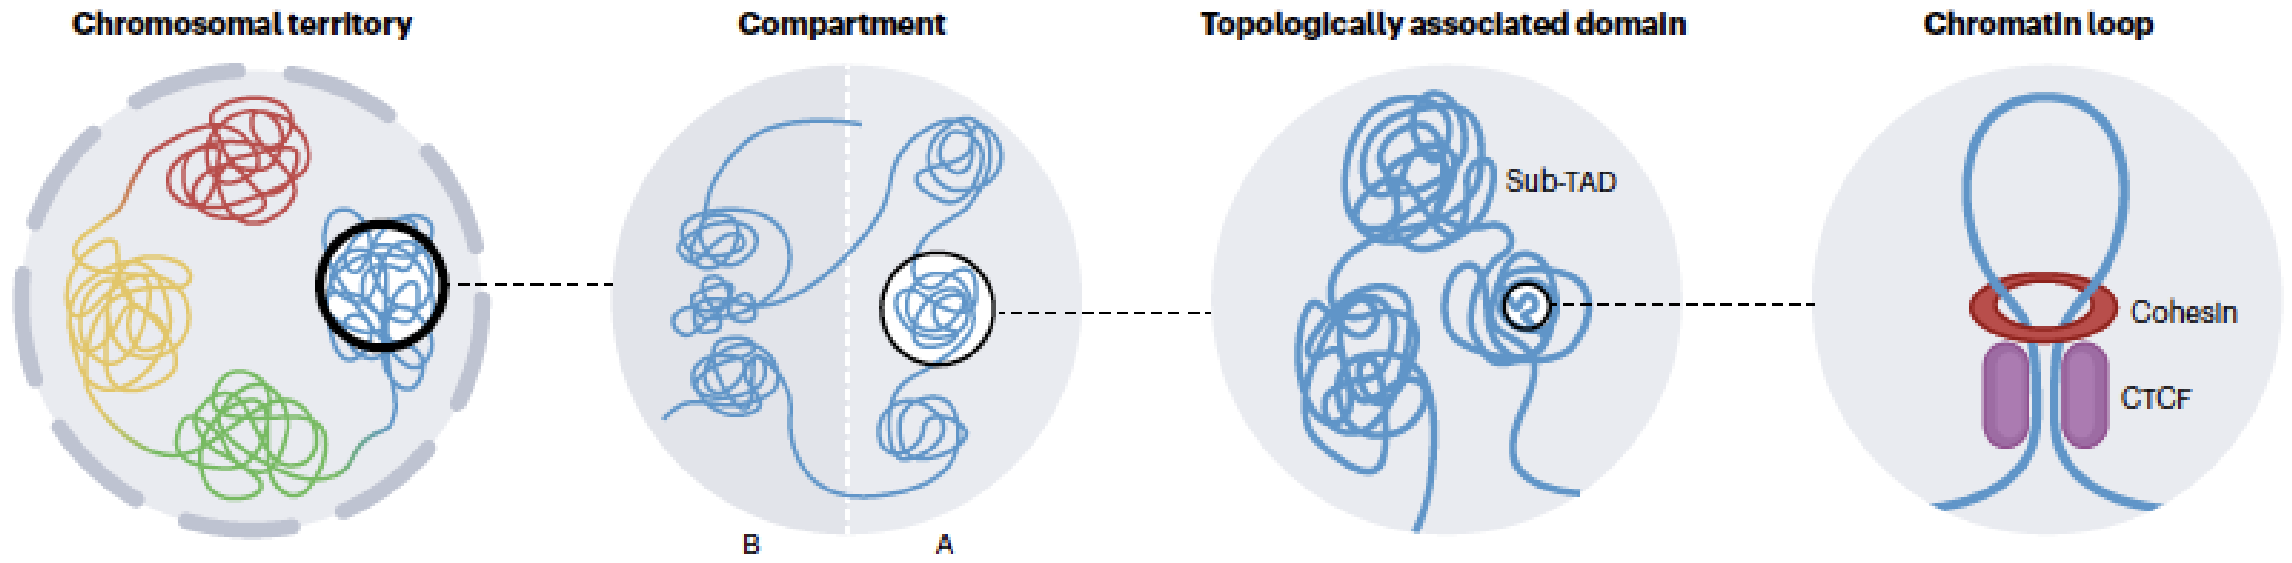 Chromosomal territory
Compartment
Topologically associated domain
Chromatin loop
Sub-TAD
Cohesin
CTCF
B
A